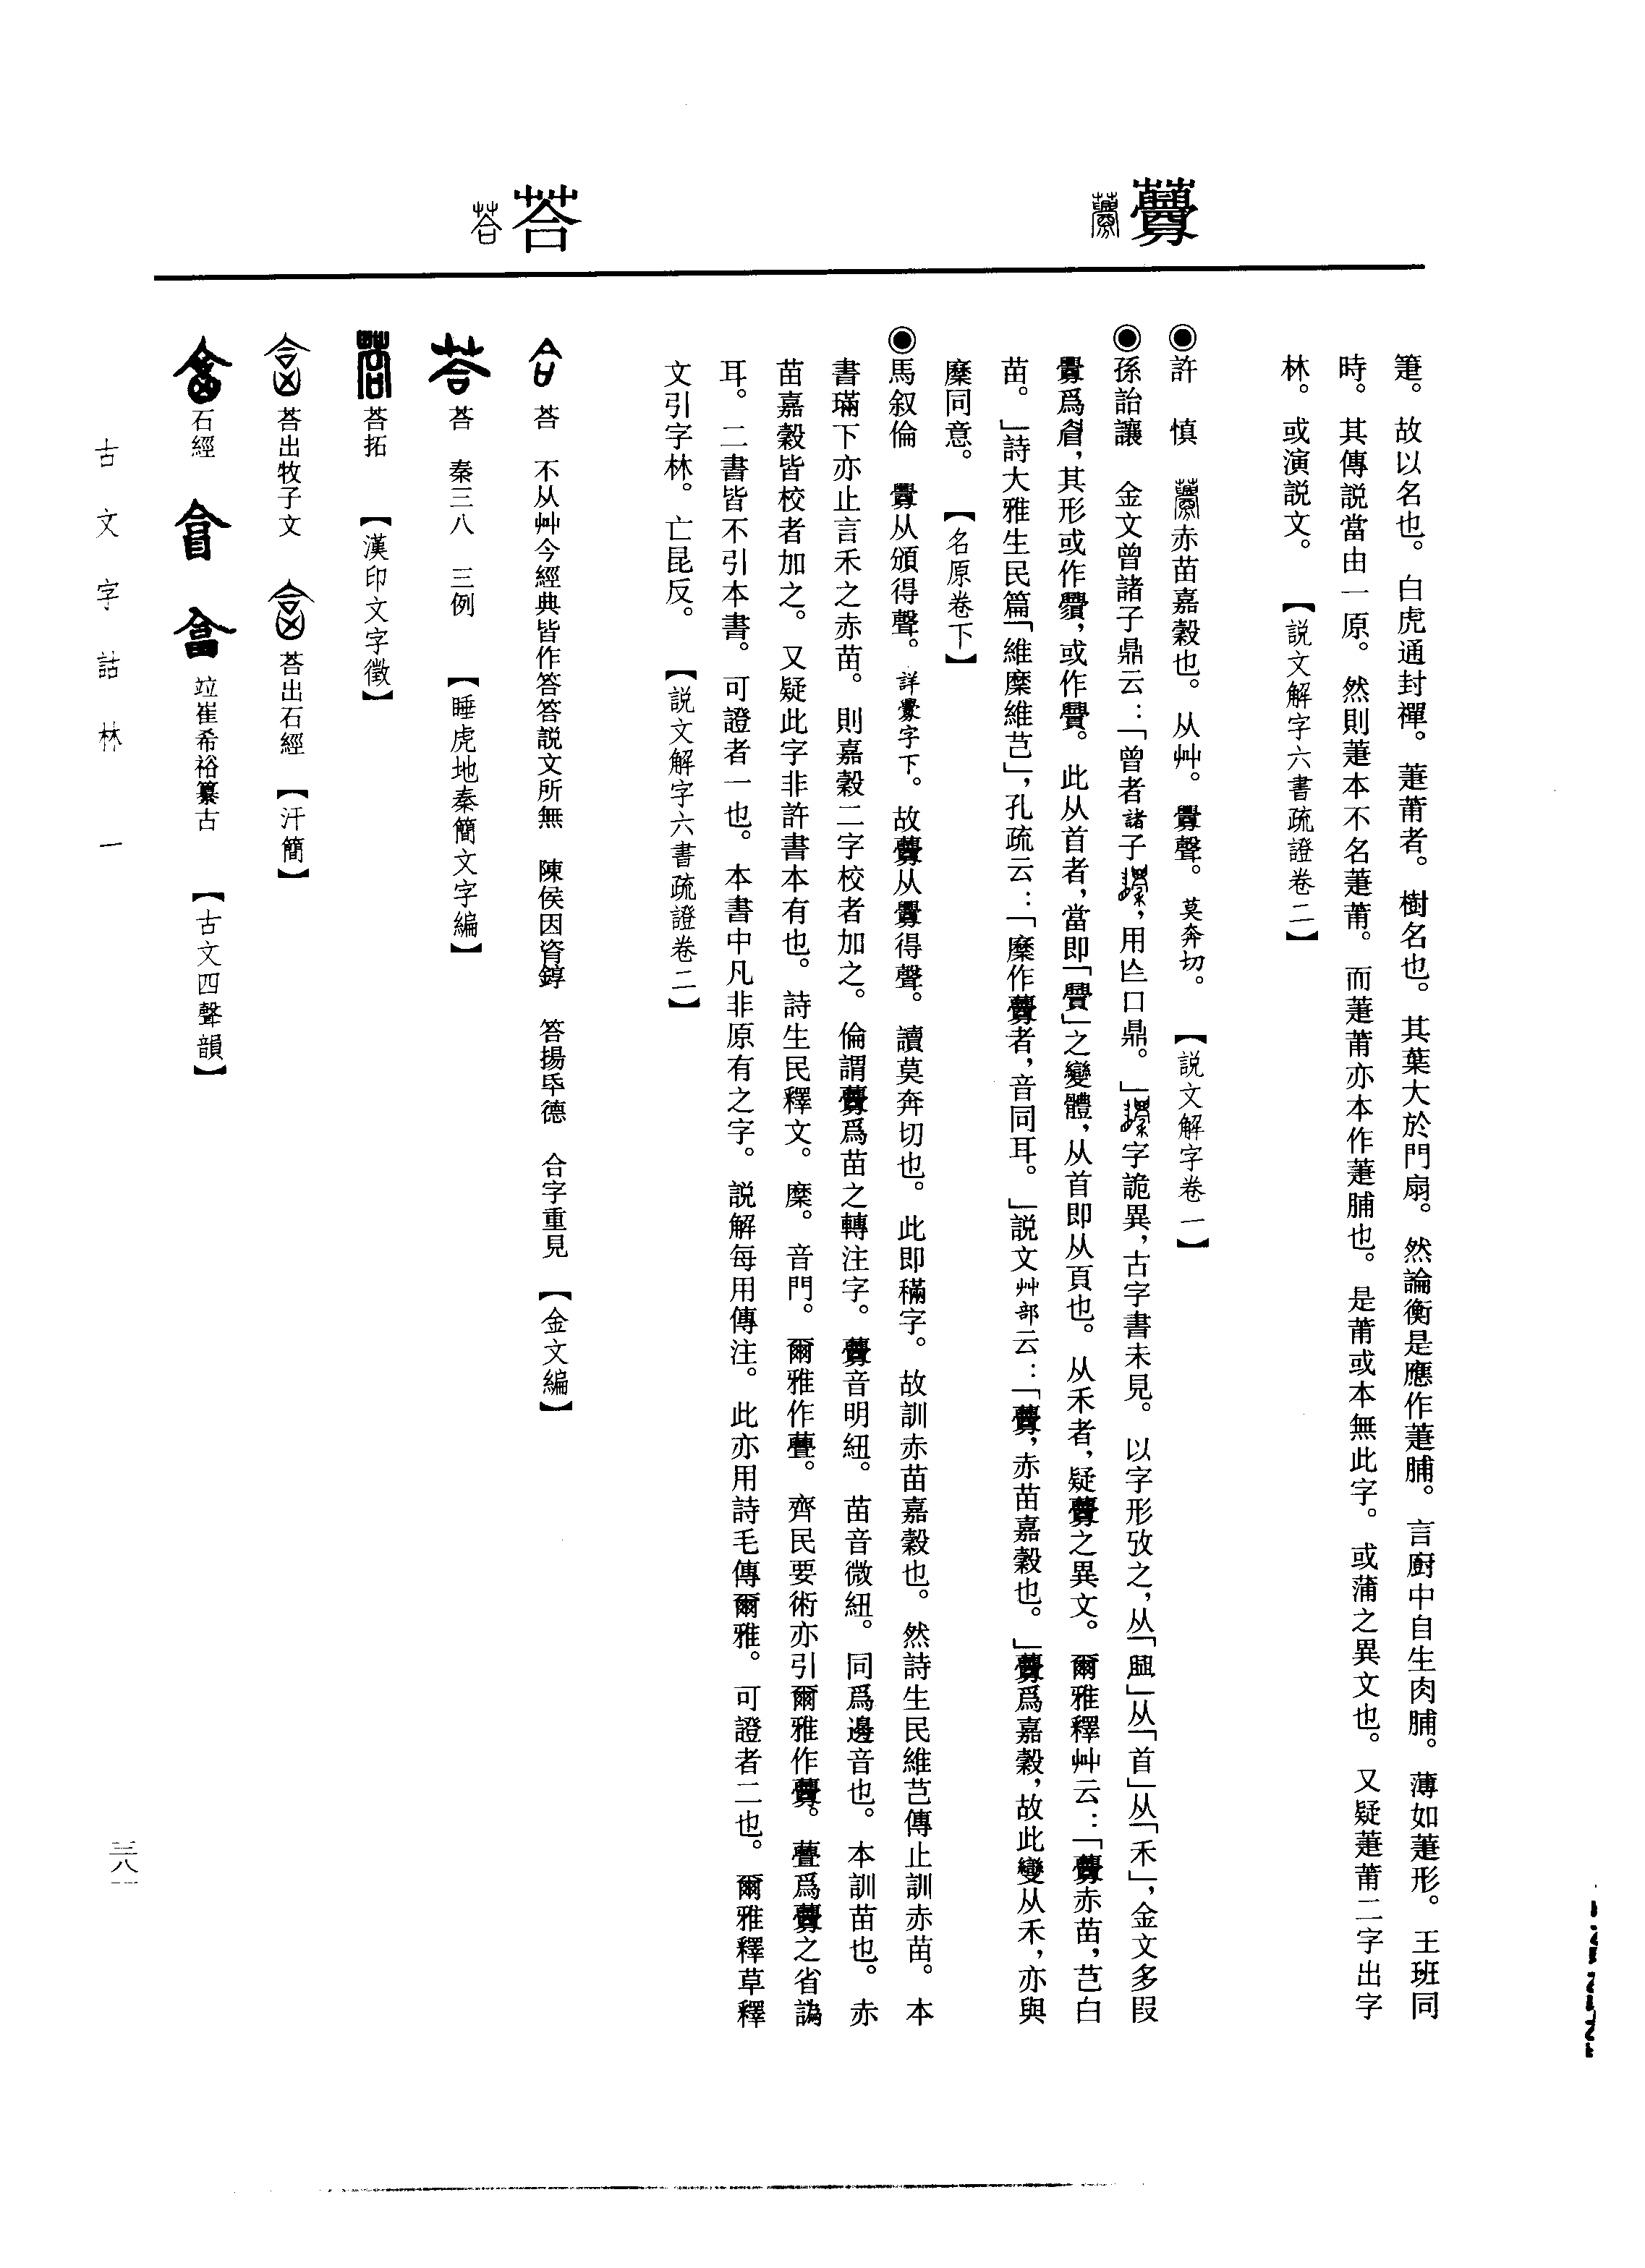 虋
荅 荅
箑。故以名也。白虎通封禪。萐莆者。樹名也。其葉大於門扇。然論衡是應作萐脯。言廚中自生肉脯。薄如萐形。王班同
時。其傳説當由一原。然則萐本不名萐莆。而萐莆亦本作萐脯也。是莆或本無此字。或蒲之異文也。又疑萐莆二字出字
林。或演説文。【説文解字六書疏證卷二】
◉許　慎　虋赤苗嘉穀也。从艸。釁聲。莫奔切。【説文解字卷一】
◉孫詒讓　金文曾諸子鼎云：「曾者諸子，用亼口鼎。」字詭異，古字書未見。以字形攷之，从「𦥑」从「首」从「禾」，金文多叚
釁爲眉，其形或作，或作。此从首者，當即「」之變體，从首即从頁也。从禾者，疑虋之異文。爾雅釋艸云：「虋赤苗，芑白
苗。」詩大雅生民篇「維穈維芑」，孔疏云：「穈作虋者，音同耳。」説文艸部云：「虋，赤苗嘉穀也。」虋爲嘉穀，故此變从禾，亦與
穈同意。【名原卷下】
◉馬叙倫　釁从頒得聲。詳釁字下。故虋从釁得聲。讀莫奔切也。此即穈字。故訓赤苗嘉穀也。然詩生民維芑傳止訓赤苗。本
書璊下亦止言禾之赤苗。則嘉穀二字校者加之。倫謂虋爲苗之轉注字。虋音明紐。苗音微紐。同爲邊音也。本訓苗也。赤
苗嘉穀皆校者加之。又疑此字非許書本有也。詩生民釋文。穈。音門。爾雅作虋。齊民要術亦引爾雅作虋。爲虋之省譌
耳。二書皆不引本書。可證者一也。本書中凡非原有之字。説解每用傳注。此亦用詩毛傳爾雅。可證者二也。爾雅釋草釋
文引字林。亡昆反。【説文解字六書疏證卷二】
荅　不从艸今經典皆作答答説文所無　陳侯因𬁼錞　答揚氒德　合字重見【金文編】
荅　秦三八　三例【睡虎地秦簡文字編】
荅拓【漢印文字徵】
荅出牧子文　荅出石經【汗簡】
石經　竝崔希裕纂古【古文四聲韻】
古文字詁林　一
三八一